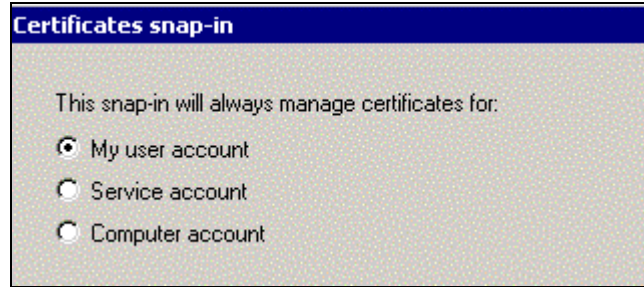 Certificates snap-in
This snap-in will always manage certificates for:
My user account
Service account
Computer account